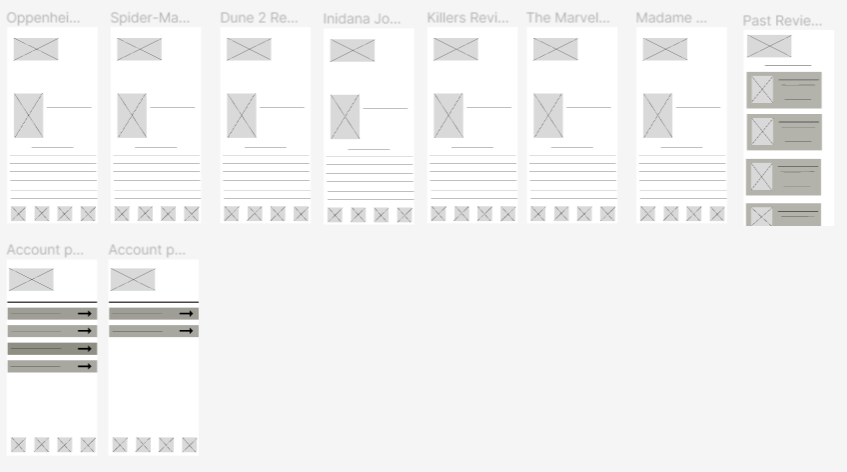 Oppenhei...
Spider-Ma...
Dune 2 Re...
Inidana Jo...
Killers Revi...
The Marvel...
Madame ...
Past Revie...
Account p...
Account p...